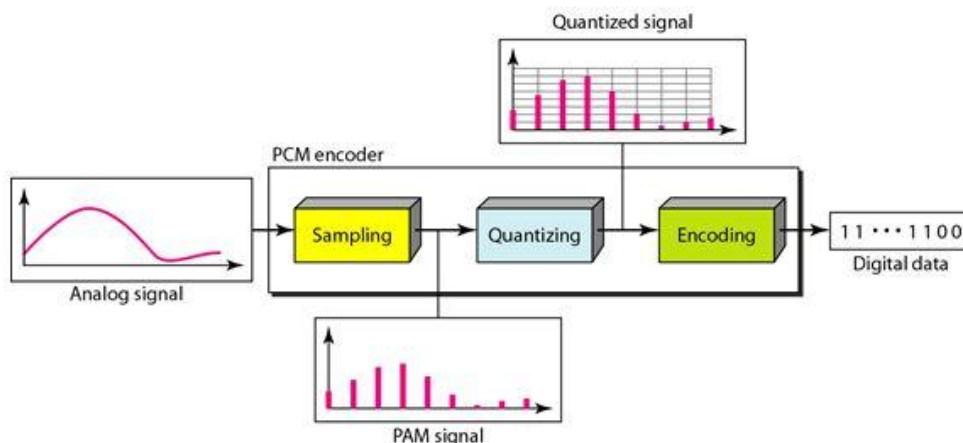 Quantized signal
PCM encoder
Sampling
Quantizing
Encoding
11 ••• 1100
Digital data
Analog signal
PAM signal